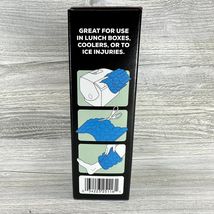 GREAT FOR USE
IN LUNCH BOXES,
COOLERS, OR TO
ICE INJURIES.